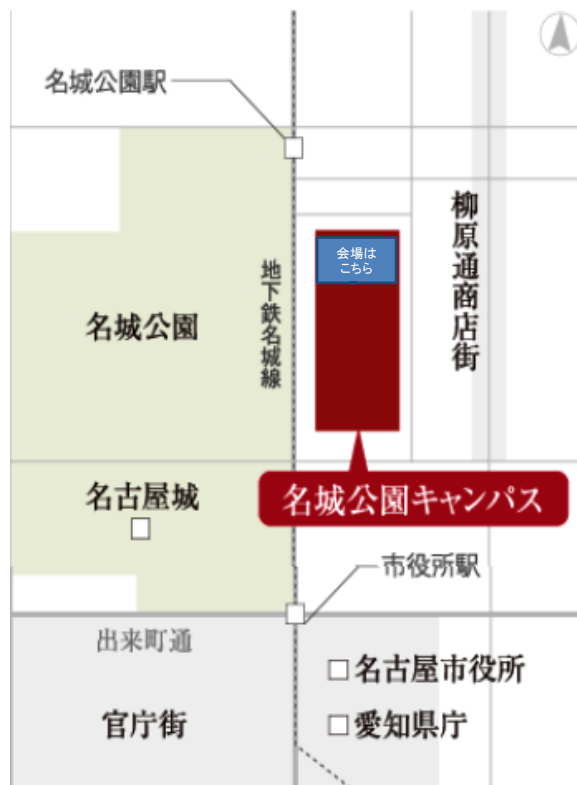 名城公園駅
柳原通商店街
会場は
こちら
地下鉄名城線
名城公園
名古屋城
名城公園キャンパス
市役所駅
出来町通
名古屋市役所
官庁街
愛知県庁